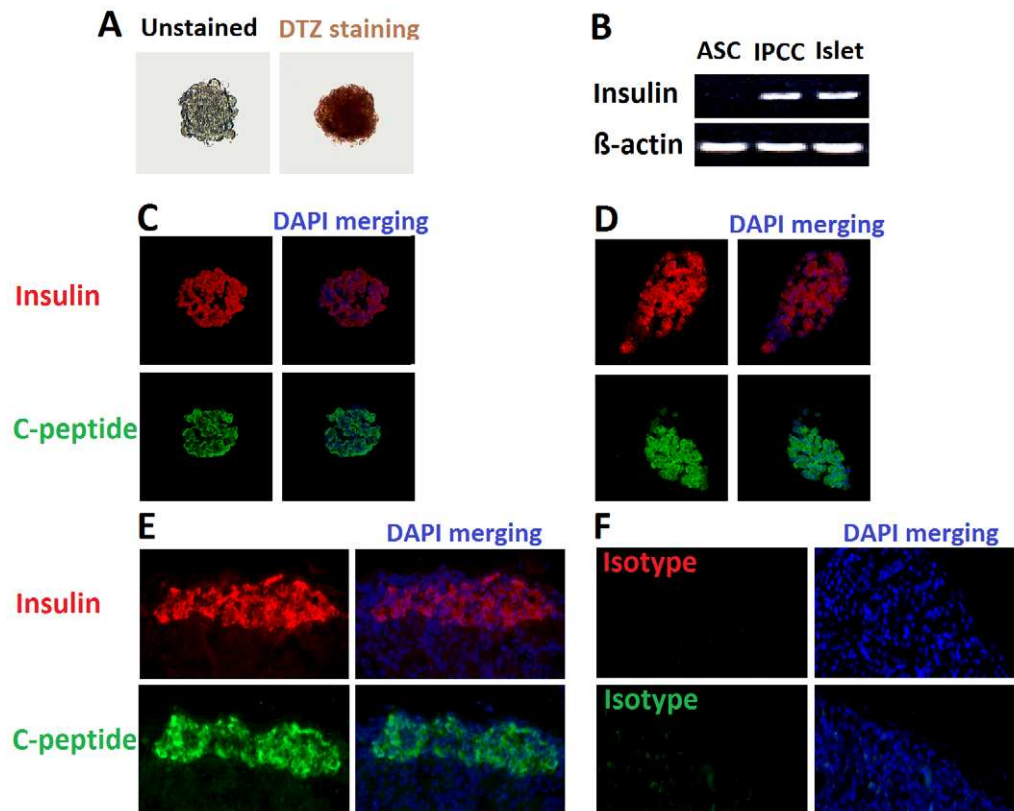 A
Unstained
DTZ staining
B
ASC IPCC Islet
Insulin
ß-actin
C
DAPI merging
Insulin
C-peptide
D
DAPI merging
E
DAPI merging
Insulin
C-peptide
F
DAPI merging
Isotype
Isotype